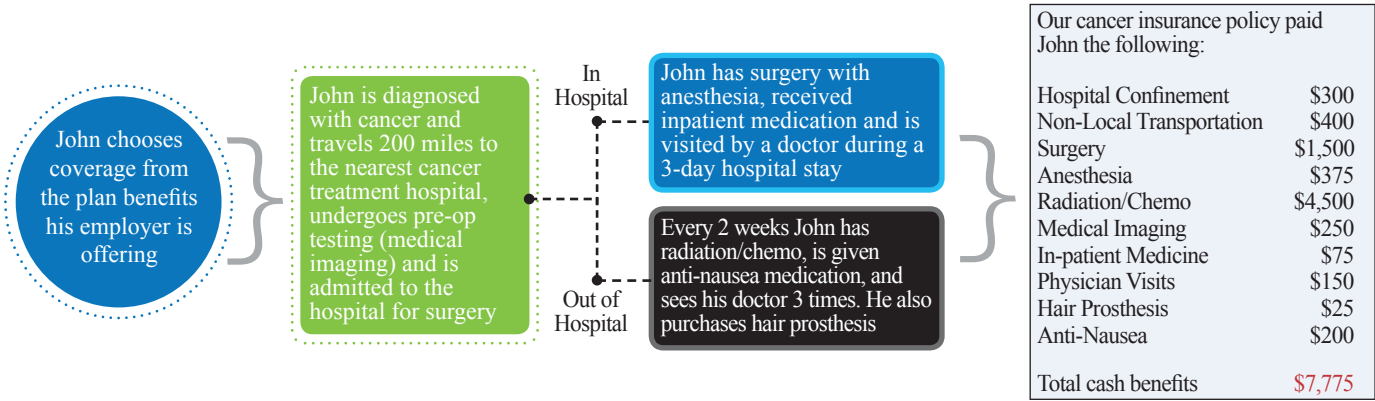 John chooses
coverage from
the plan benefits
his employer is
offering
John is diagnosed
with cancer and
travels 200 miles to
the nearest cancer
treatment hospital,
undergoes pre-op
testing (medical
imaging) and is
admitted to the
hospital for surgery
In
Hospital
John has surgery with
anesthesia, received
inpatient medication and is
visited by a doctor during a
3-day hospital stay
Out of
Hospital
Every 2 weeks John has
radiation/chemo, is given
anti-nausea medication, and
sees his doctor 3 times. He also
purchases hair prosthesis
Our cancer insurance policy paid
John the following:
Hospital Confinement $300
Non-Local Transportation $400
Surgery $1,500
Anesthesia $375
Radiation/Chemo $4,500
Medical Imaging $250
In-patient Medicine $75
Physician Visits $150
Hair Prosthesis $25
Anti-Nausea $200
Total cash benefits $7,775